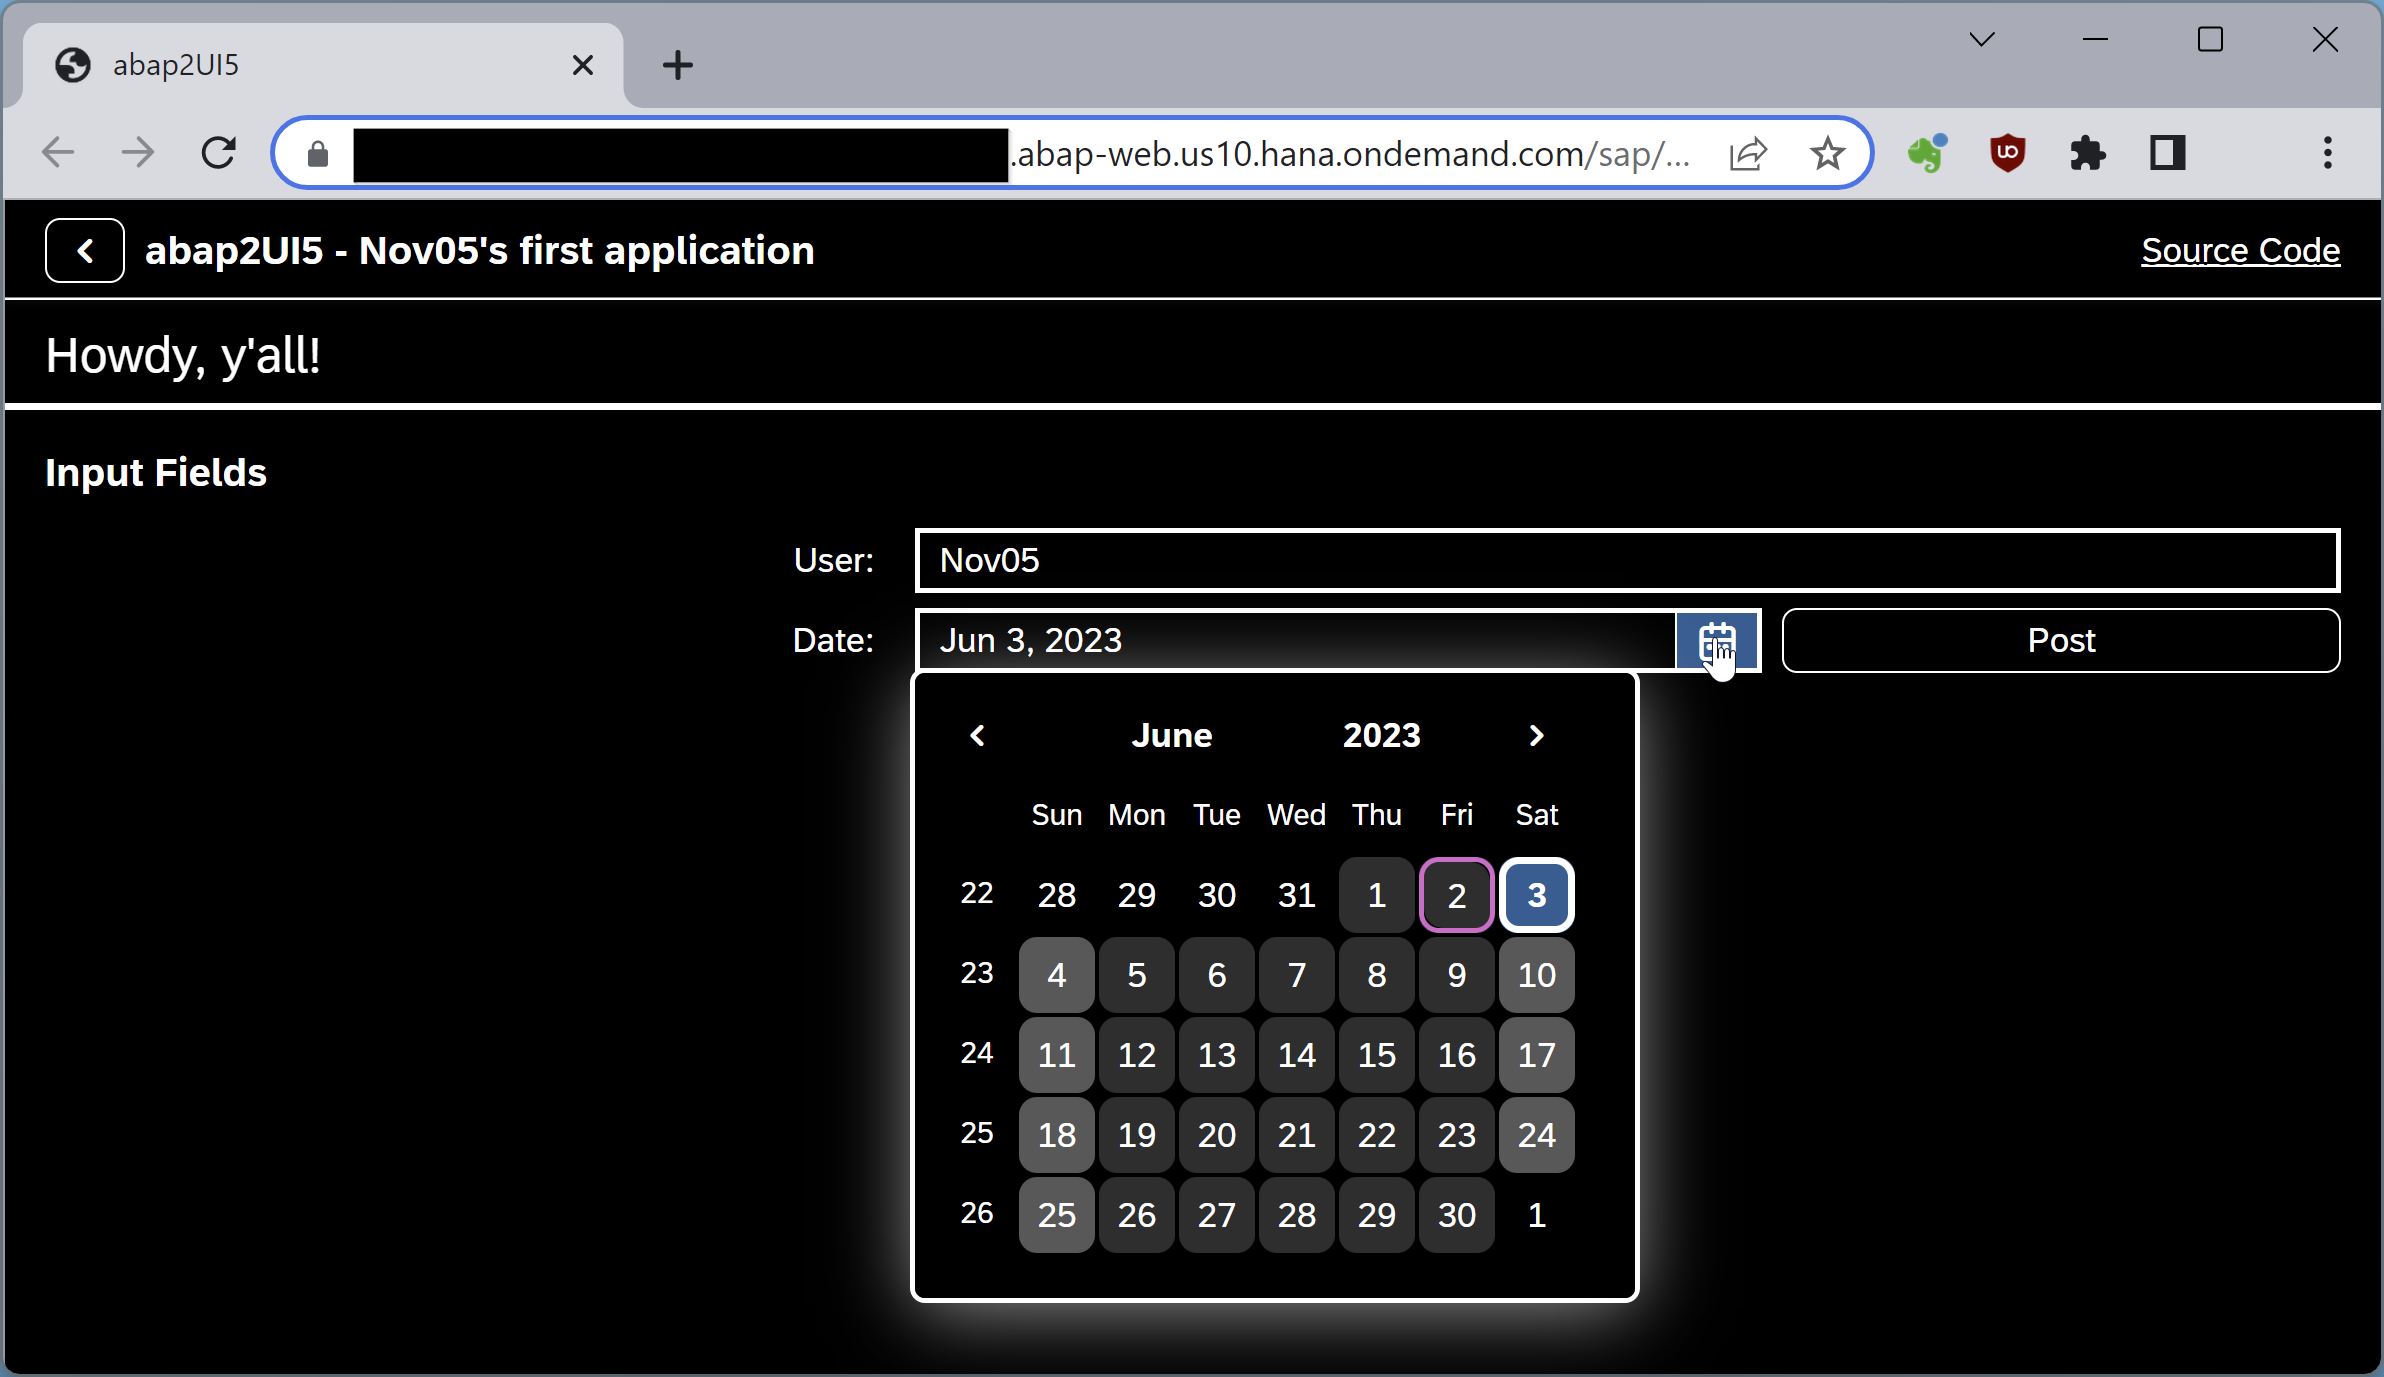 abap2UI5
.abap-web.us10.hana.ondemand.com/sap/...
abap2UI5 - Nov05's first application
Source Code
Howdy, y'all!
Input Fields
User: Nov05
Date: Jun 3, 2023 Post
June 2023
Sun Mon Tue Wed Thu Fri Sat
22 28 29 30 31 1 2 3
23 4 5 6 7 8 9 10
24 11 12 13 14 15 16 17
25 18 19 20 21 22 23 24
26 25 26 27 28 29 30 1